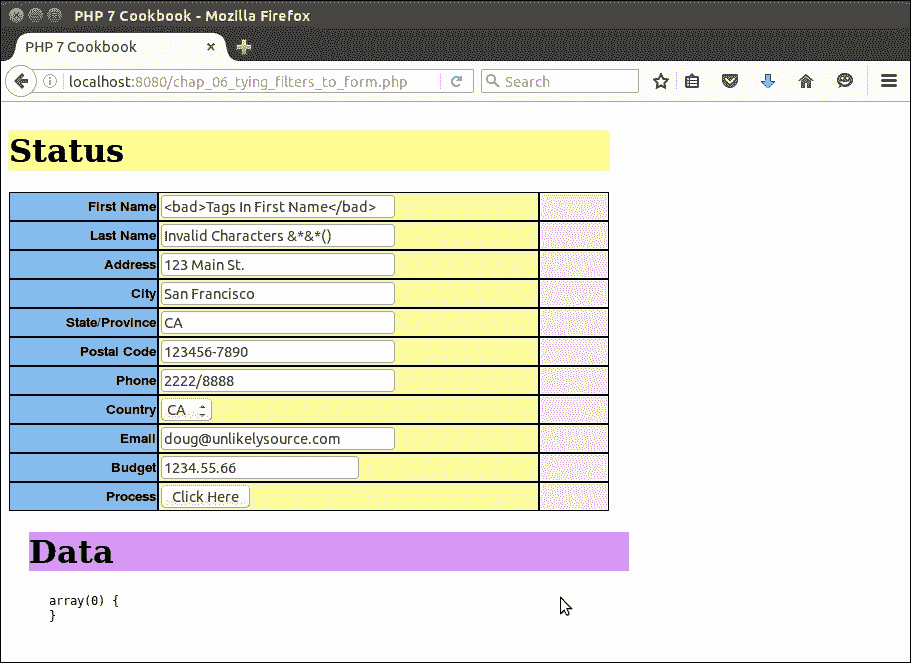 PHP 7 Cookbook - Mozilla Firefox
PHP 7 Cookbook
localhost:8080/chap_06_tying_filters_to_form.php
Search
Status
First Name <bad>Tags In First Name</bad>
Last Name Invalid Characters &*&*()
Address 123 Main St.
City San Francisco
State/Province CA
Postal Code 123456-7890
Phone 2222/8888
Country CA
Email doug@unlikelysource.com
Budget 1234.55.66
Process Click Here
Data
array(0) {
}